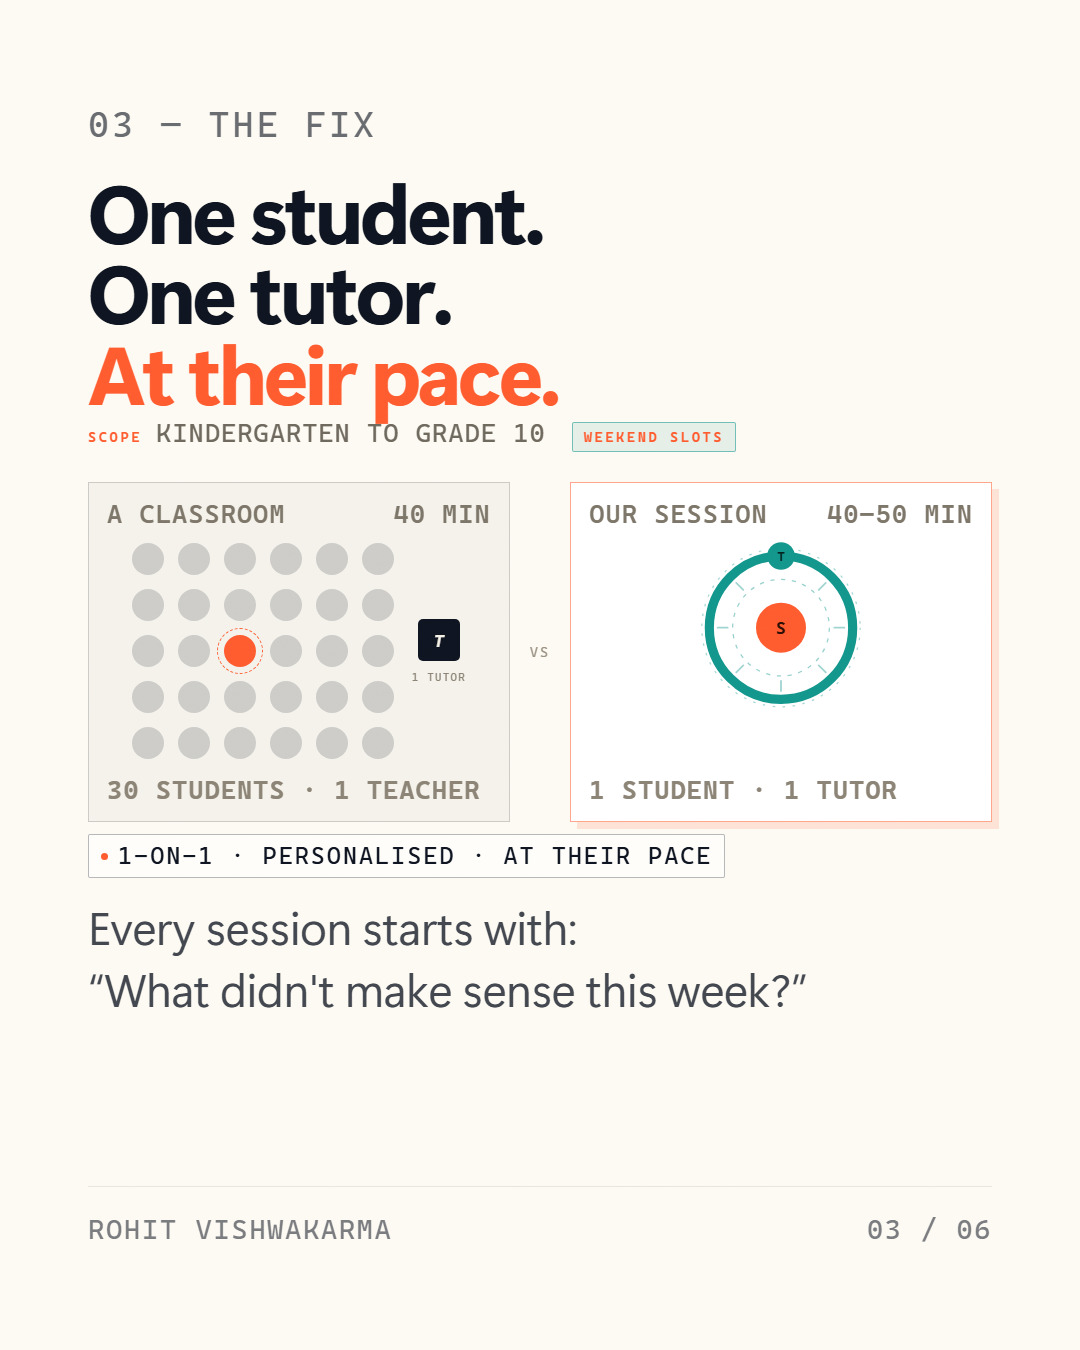 03 — THE FIX
One student.
One tutor.
At their pace.
SCOPE KINDERGARTEN TO GRADE 10 WEEKEND SLOTS
A CLASSROOM 40 MIN
T
1 TUTOR
30 STUDENTS · 1 TEACHER
VS
OUR SESSION 40–50 MIN
T
S
1 STUDENT · 1 TUTOR
1–ON–1 · PERSONALISED · AT THEIR PACE
Every session starts with:
“What didn't make sense this week?”
ROHIT VISHWAKARMA 03 / 06